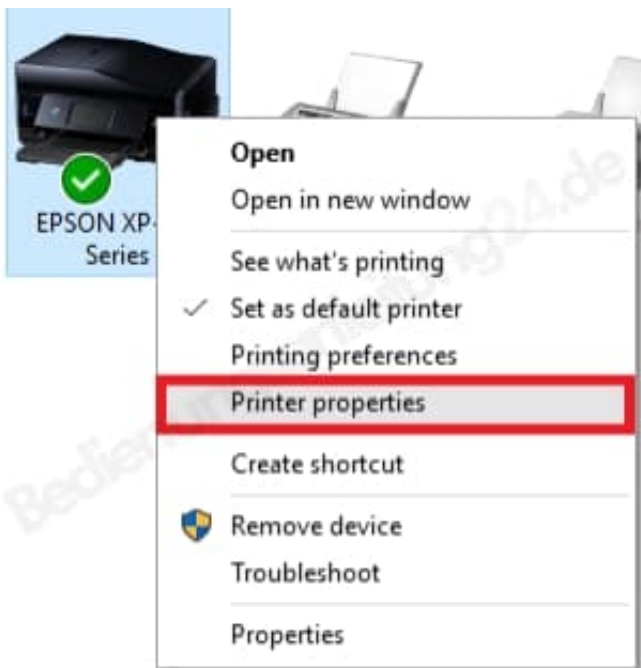 EPSON XP-
Series
Open
Open in new window
See what's printing
Set as default printer
Printing preferences
Printer properties
Create shortcut
Remove device
Troubleshoot
Properties